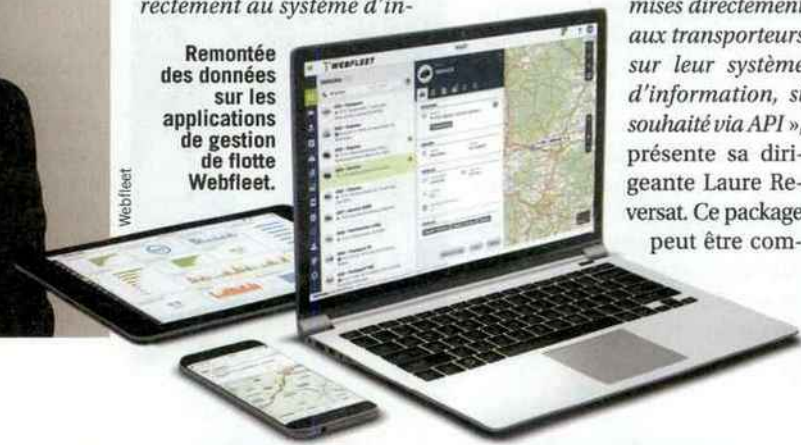 rectement au système d'in-
Remontée
des données
sur les
applications
de gestion
de flotte
Webfleet.
Webfleet
WEBFLEET
mises directement
aux transporteurs
sur leur système
d'information, si
souhaité via API »,
présente sa diri-
geante Laure Re-
versat. Ce package
peut être com-